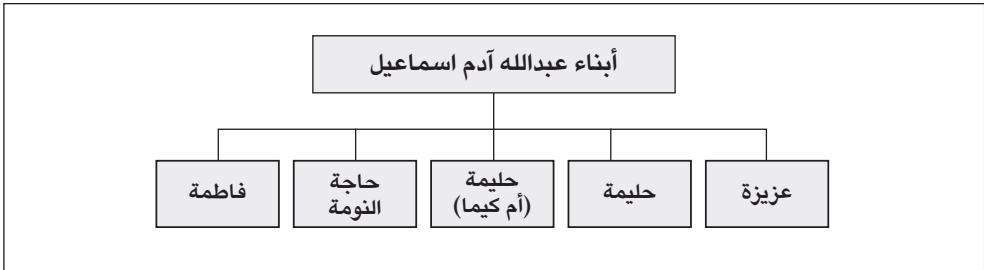 أبناء عبدالله آدم اسماعيل
عزيزة
حليمة
حليمة
(أم كيما)
حاجة
النومة
فاطمة